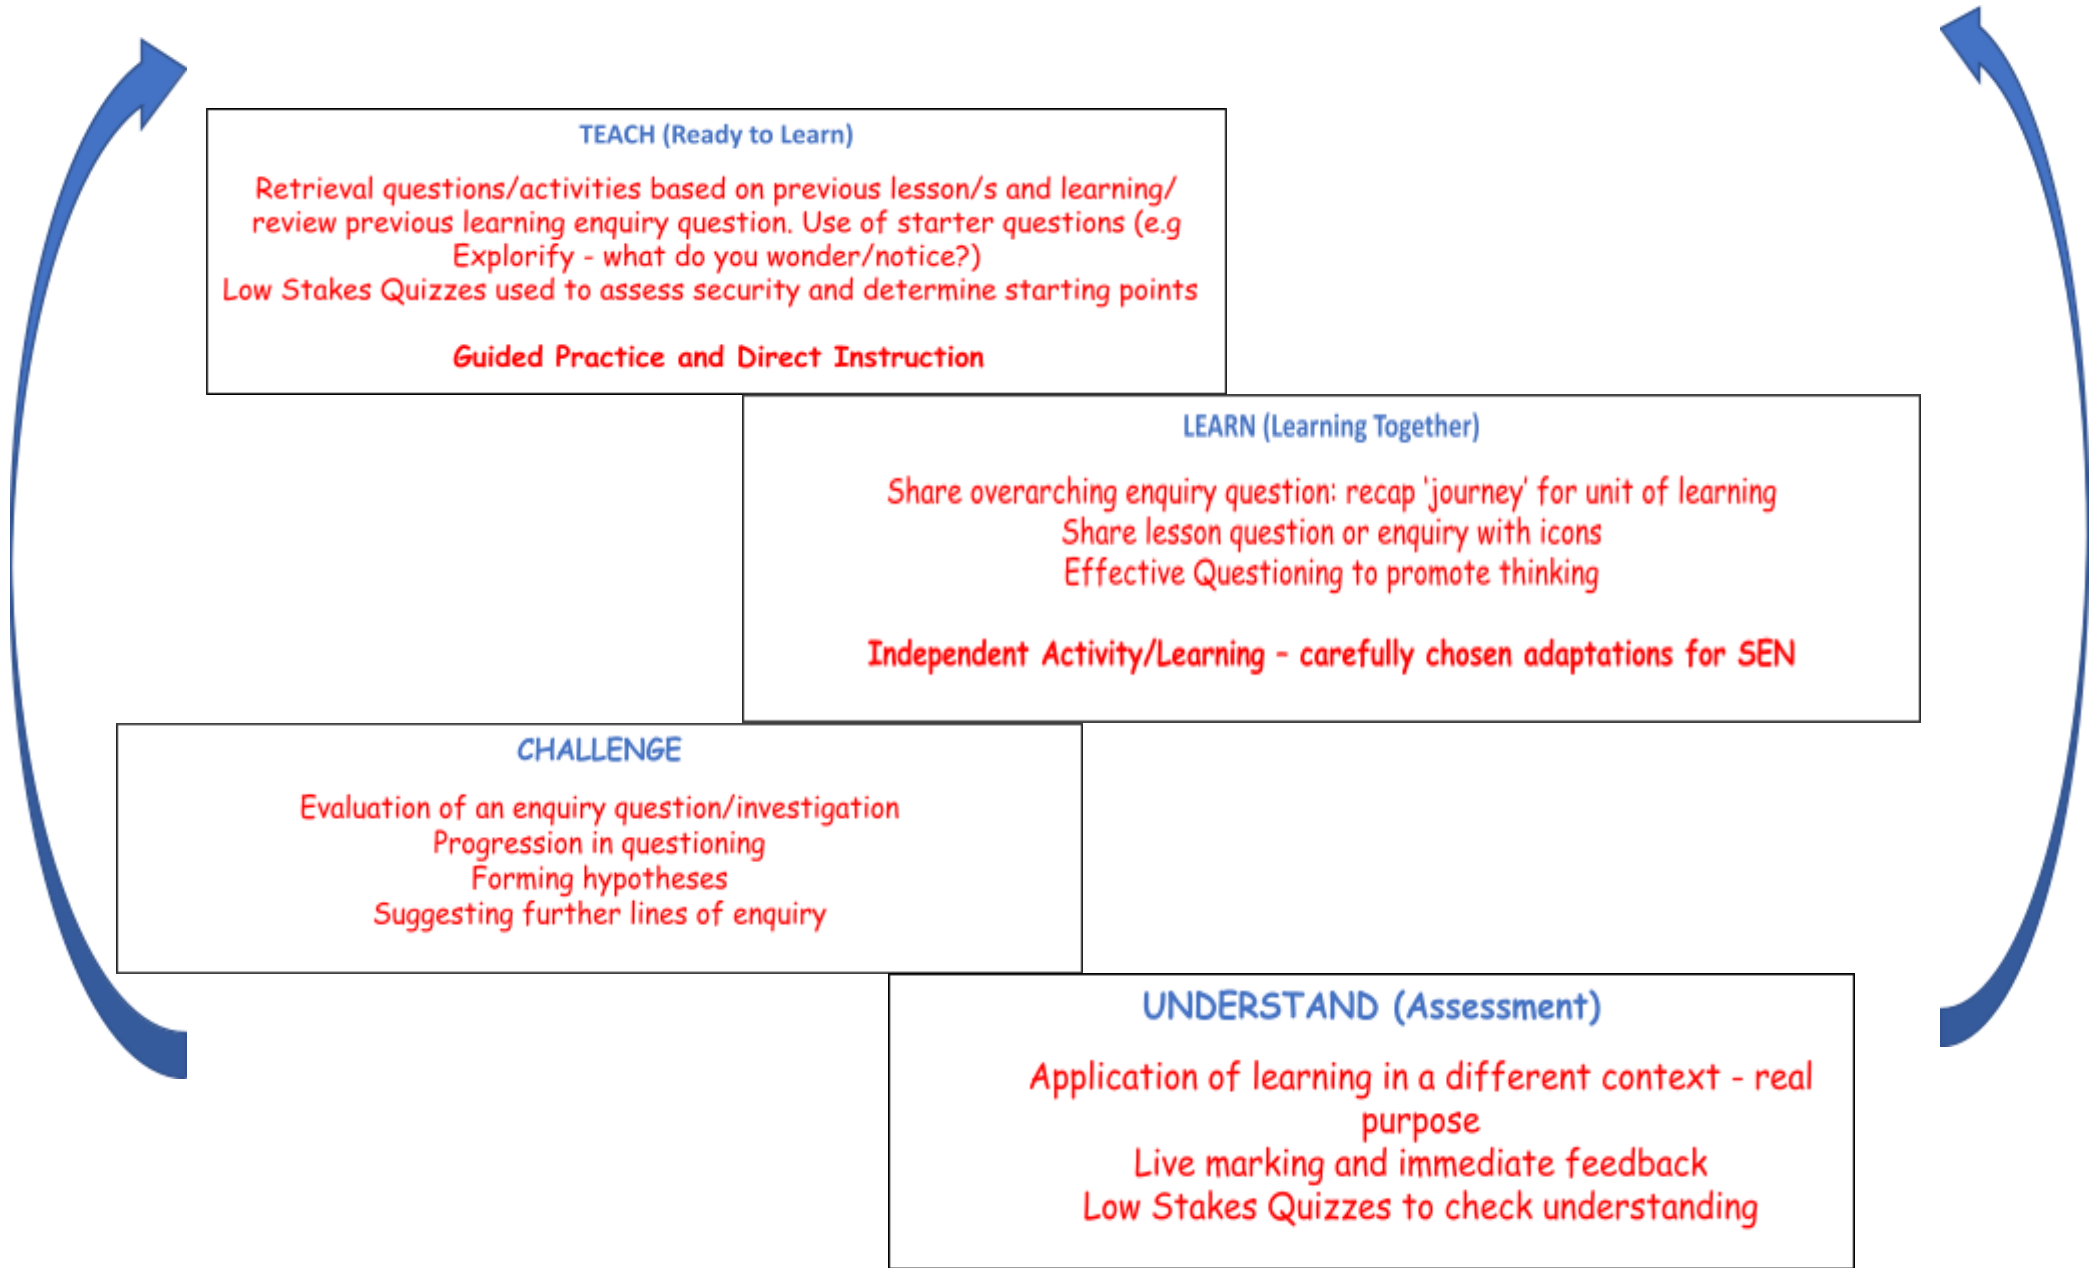 TEACH (Ready to Learn)
Retrieval questions/activities based on previous lesson/s and learning/
review previous learning enquiry question. Use of starter questions (e.g
Explorify - what do you wonder/notice?)
Low Stakes Quizzes used to assess security and determine starting points
Guided Practice and Direct Instruction
LEARN (Learning Together)
Share overarching enquiry question: recap ‘journey’ for unit of learning
Share lesson question or enquiry with icons
Effective Questioning to promote thinking
Independent Activity/Learning – carefully chosen adaptations for SEN
CHALLENGE
Evaluation of an enquiry question/investigation
Progression in questioning
Forming hypotheses
Suggesting further lines of enquiry
UNDERSTAND (Assessment)
Application of learning in a different context - real
purpose
Live marking and immediate feedback
Low Stakes Quizzes to check understanding